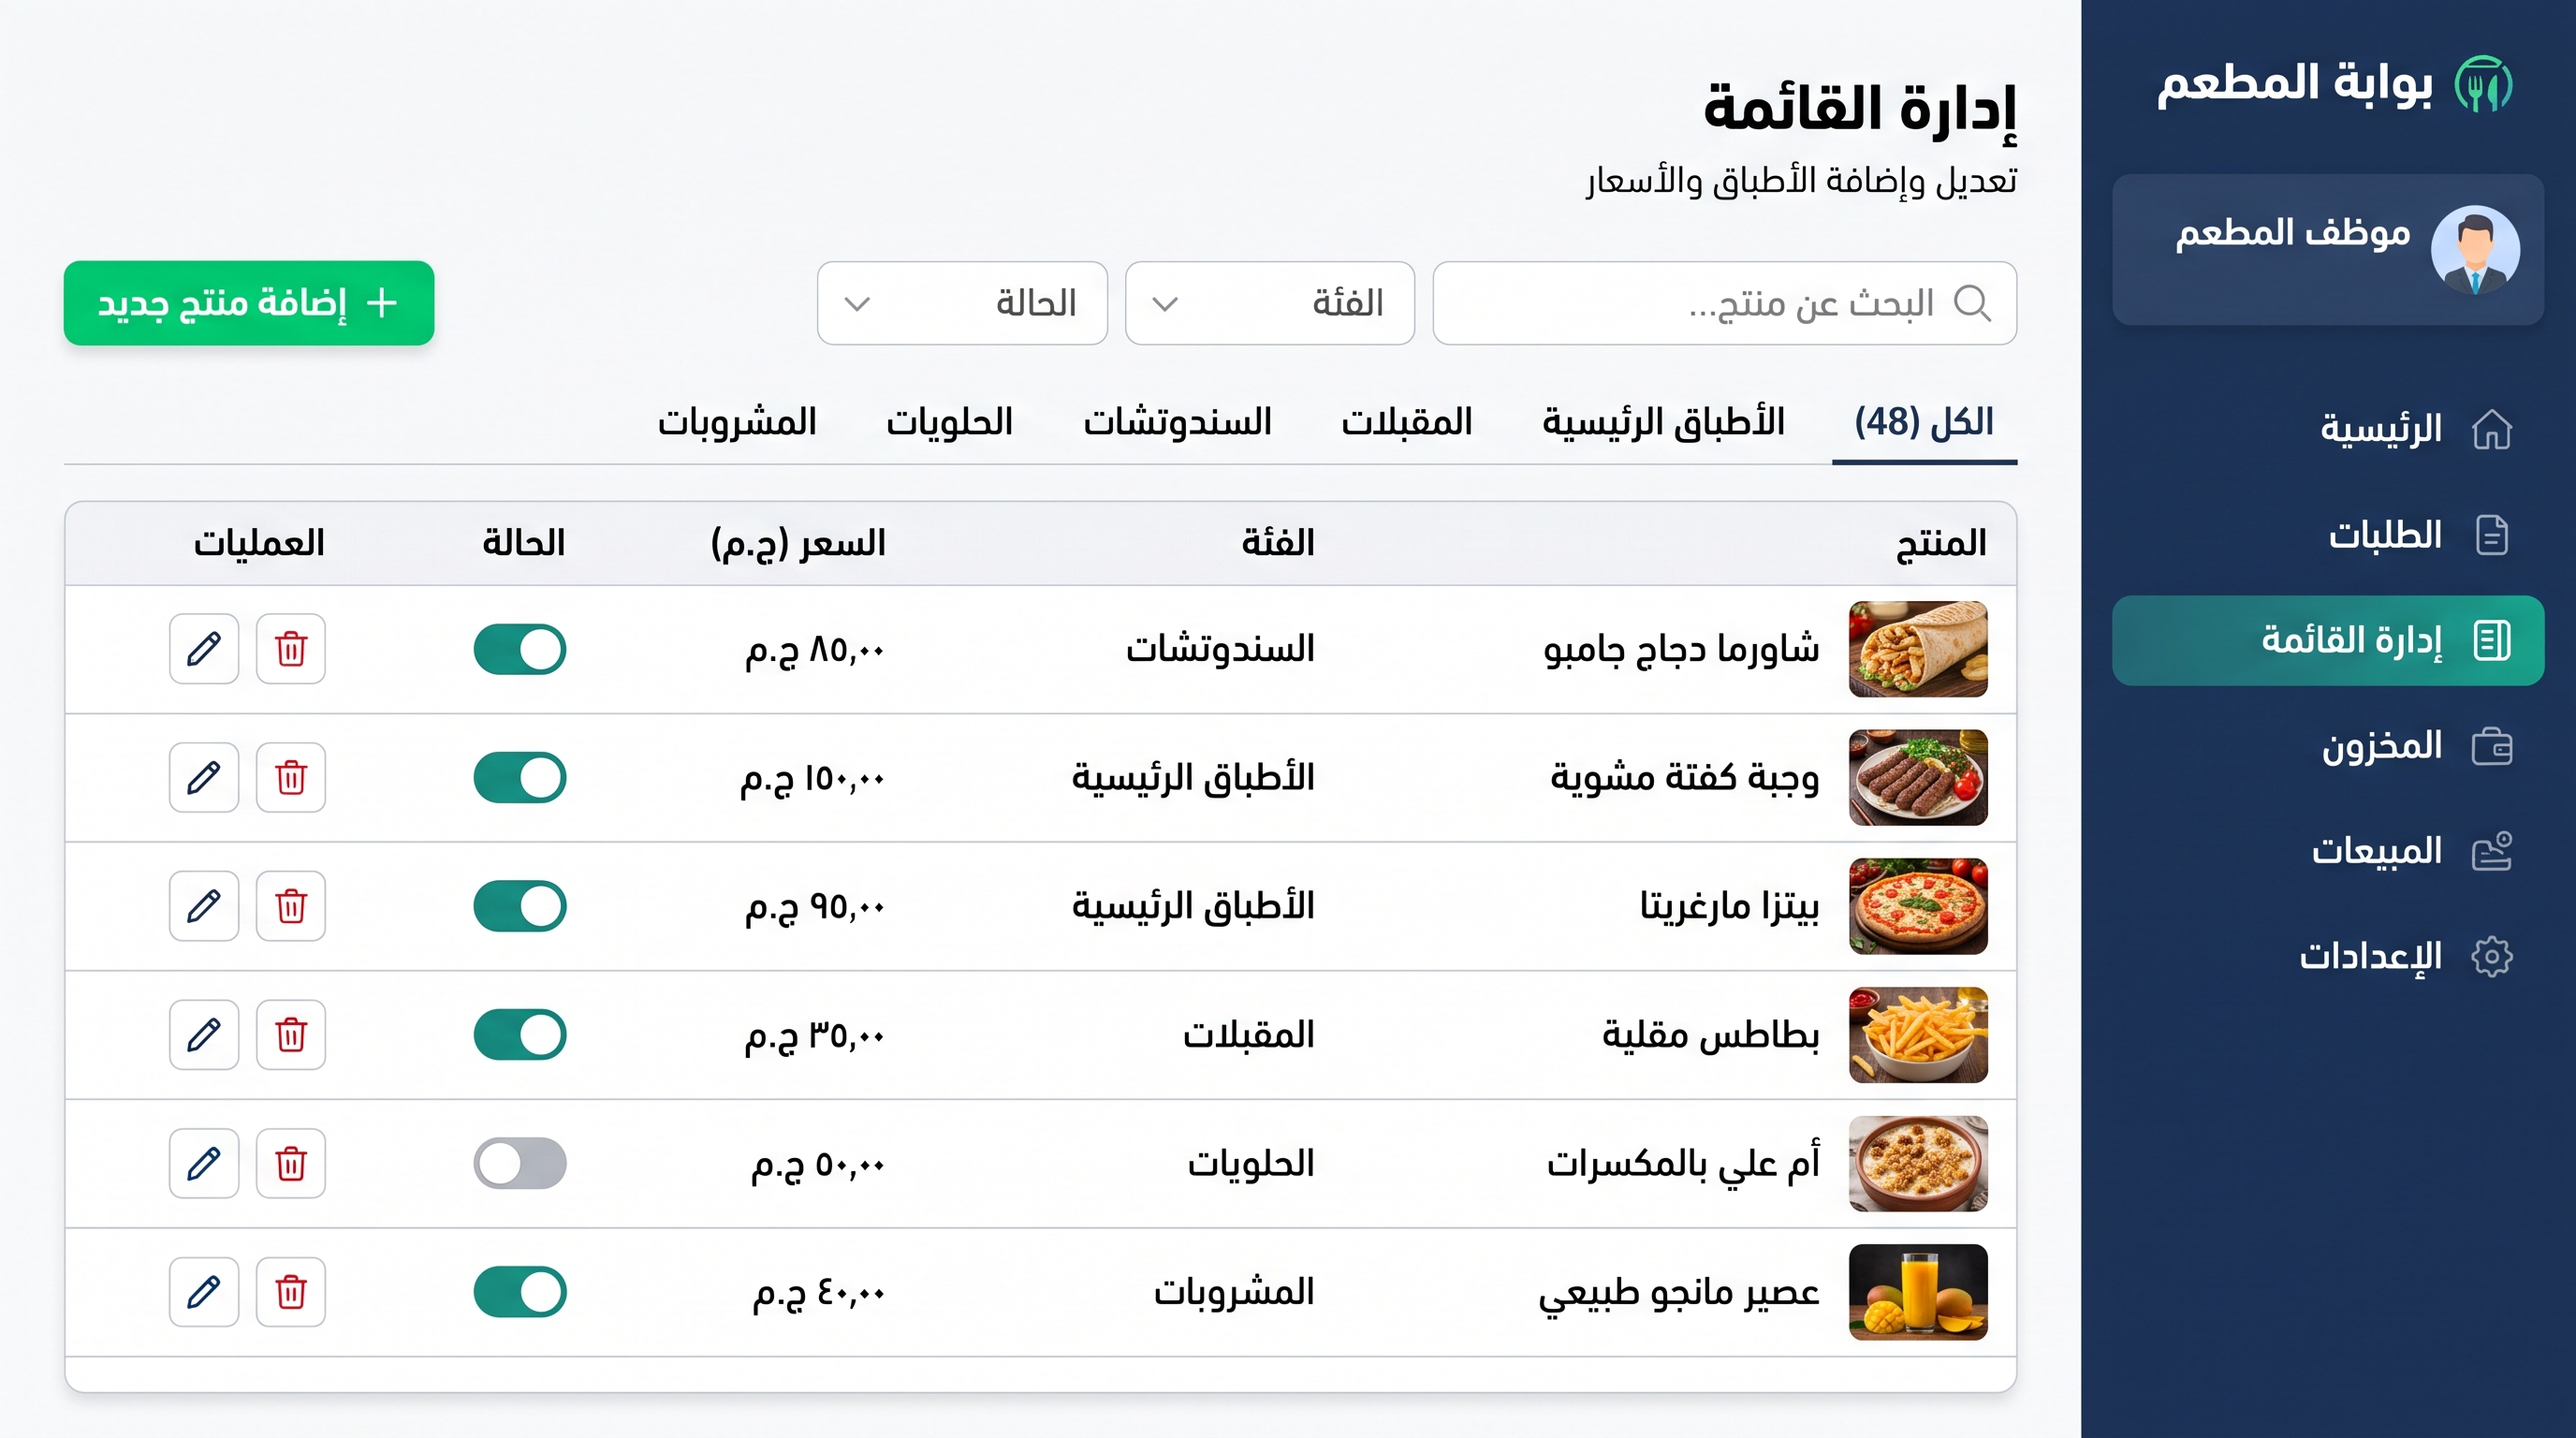 بوابة المطعم
موظف المطعم
الرئيسية
الطلبات
إدارة القائمة
المخزون
المبيعات
الإعدادات
إدارة القائمة
تعديل وإضافة الأطباق والأسعار
البحث عن منتج...
الفئة
الحالة
+ إضافة منتج جديد
الكل (48) الأطباق الرئيسية المقبلات السندوتشات الحلويات المشروبات
المنتج الفئة السعر (ج.م) الحالة العمليات
شاورما دجاج جامبو السندوتشات ٨٥,٠٠ ج.م
وجبة كفتة مشوية الأطباق الرئيسية ١٥٠,٠٠ ج.م
بيتزا مارغريتا الأطباق الرئيسية ٩٥,٠٠ ج.م
بطاطس مقلية المقبلات ٣٥,٠٠ ج.م
أم علي بالمكسرات الحلويات ٥٠,٠٠ ج.م
عصير مانجو طبيعي المشروبات ٤٠,٠٠ ج.م